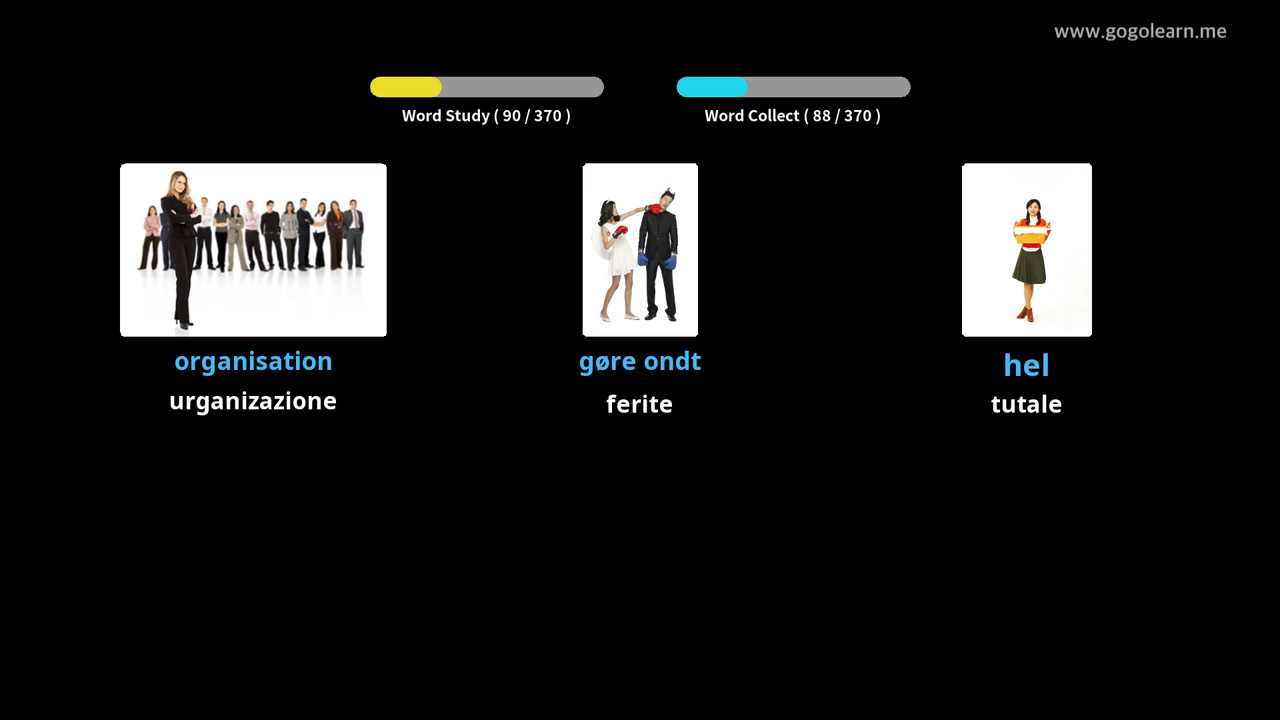 www.gogolearn.me
Word Study ( 90 / 370 )
Word Collect ( 88 / 370 )
organisation
urganizazione
gøre ondt
ferite
hel
tutale